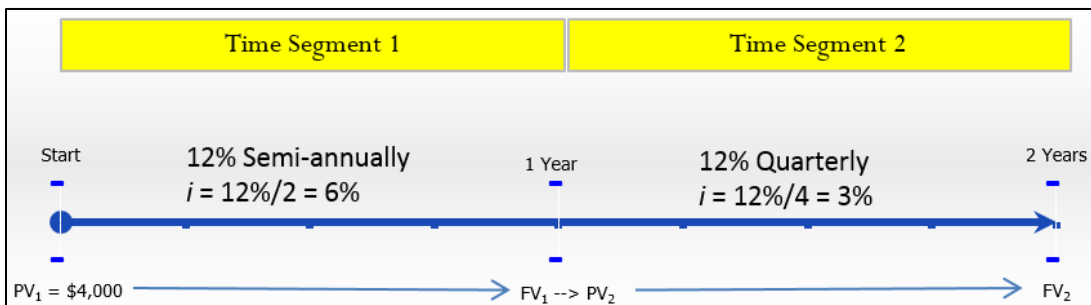 Time Segment 1
Time Segment 2
Start
12% Semi-annually
i = 12%/2 = 6%
1 Year
12% Quarterly
i = 12%/4 = 3%
2 Years
PV₁ = $4,000
FV₁ --> PV₂
FV₂